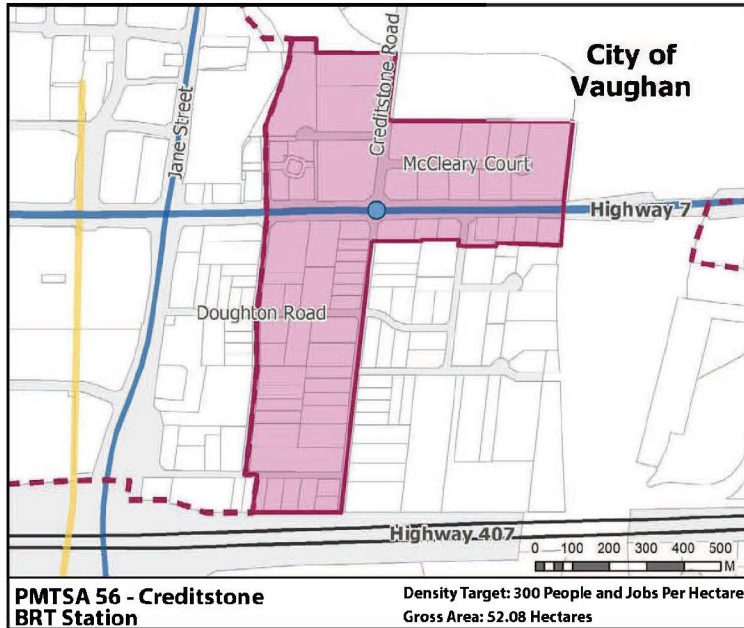 City of
Vaughan
Creditstone Road
Jane Street
McCleary Court
Highway 7
Doughton Road
Highway 407
0 100 200 300 400 500
M
PMTSA 56 - Creditstone
BRT Station
Density Target: 300 People and Jobs Per Hectare
Gross Area: 52.08 Hectares